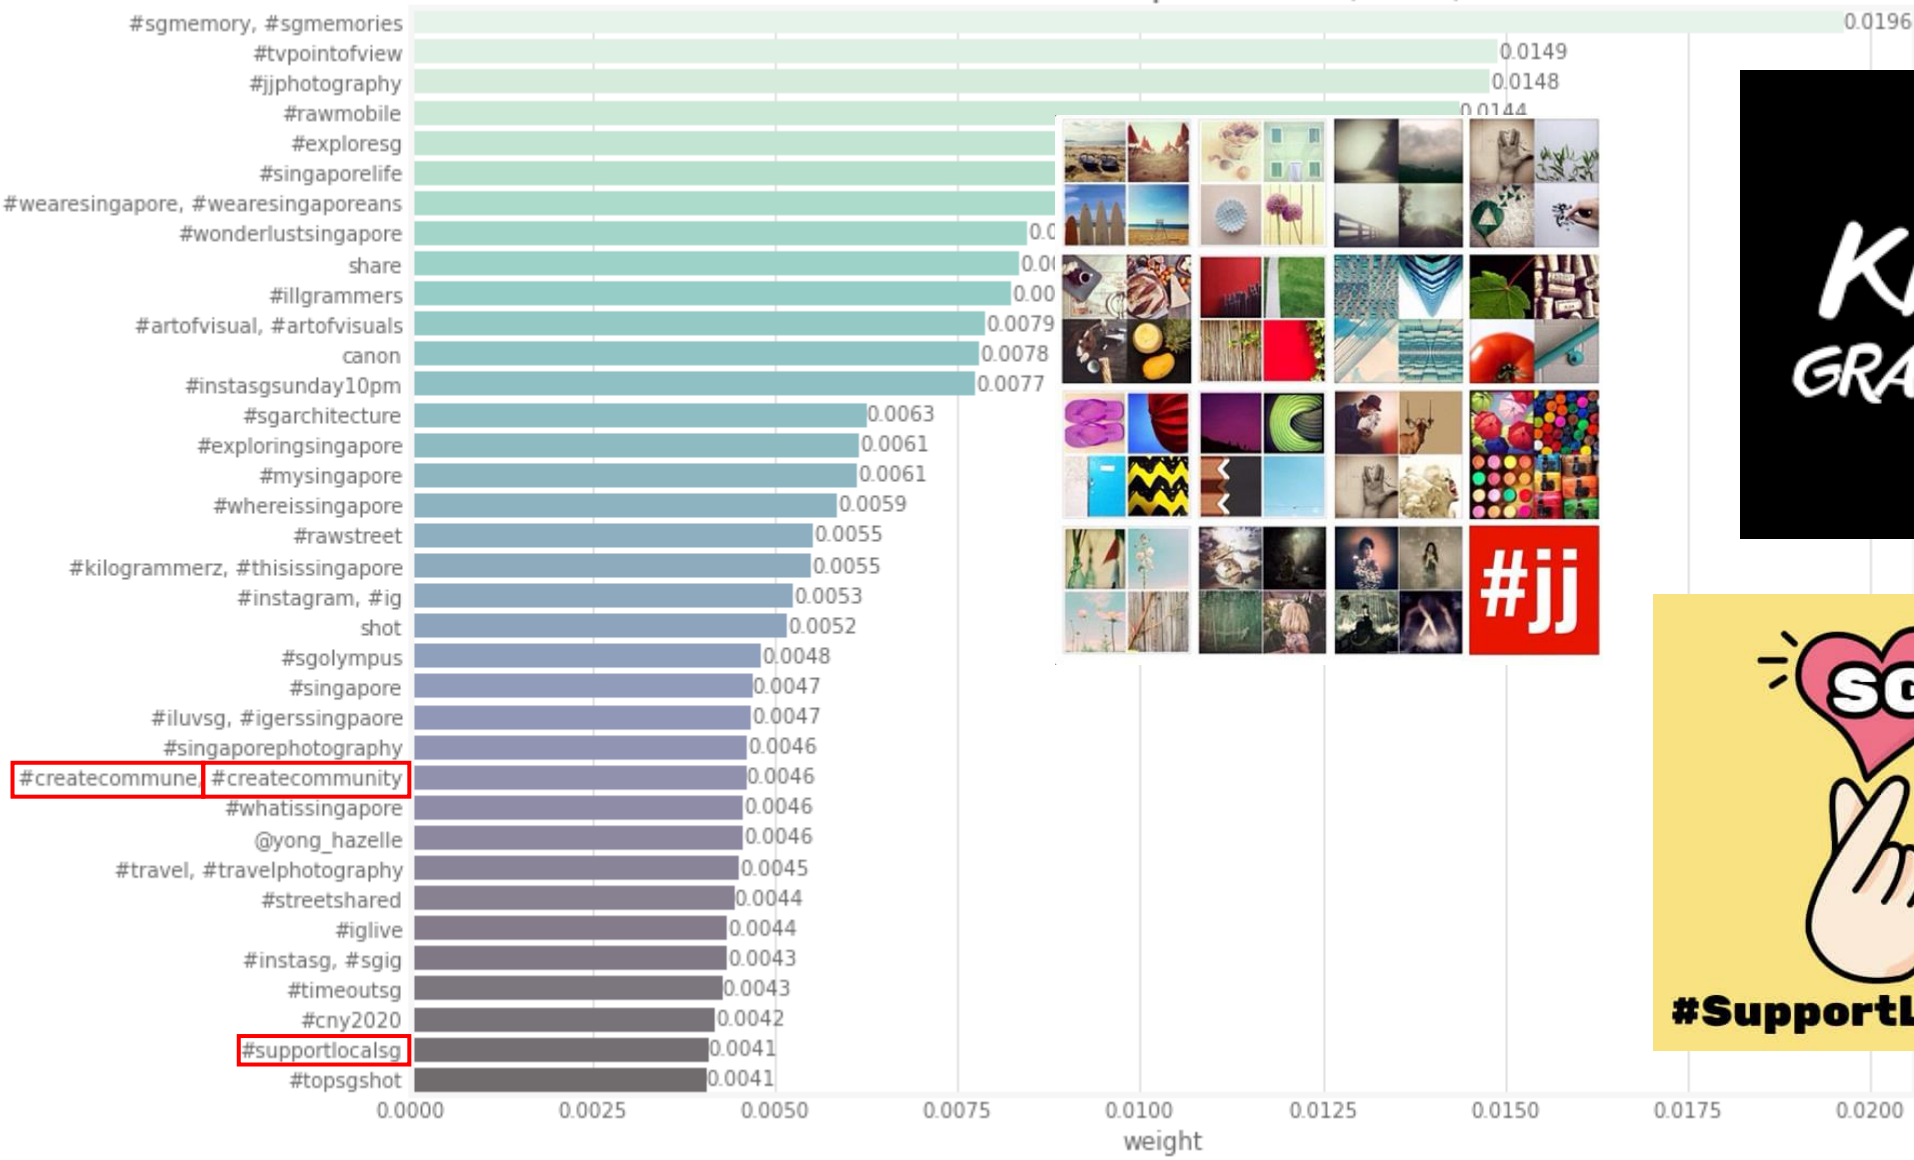 #sgmemory, #sgmemories 0.0196
#tvpointofview 0.0149
#jjphotography 0.0148
#rawmobile 0.0144
#exploresg
#singaporelife
#wearesingapore, #wearesingaporeans
#wonderlustsingapore
share
#illgrammers
#artofvisual, #artofvisuals 0.0079
canon 0.0078
#instasgsunday10pm 0.0077
#sgarchitecture 0.0063
#exploringsingapore 0.0061
#mysingapore 0.0061
#whereissingapore 0.0059
#rawstreet 0.0055
#kilogrammerz, #thisissingapore 0.0055
#instagram, #ig 0.0053
shot 0.0052
#sgolympus 0.0048
#singapore 0.0047
#iluvsg, #igerssingpaore 0.0047
#singaporephotography 0.0046
#createcommune, #createcommunity 0.0046
#whatissingapore 0.0046
@yong_hazelle 0.0046
#travel, #travelphotography 0.0045
#streetshared 0.0044
#iglive 0.0044
#instasg, #sgig 0.0043
#timeoutsg 0.0043
#cny2020 0.0042
#supportlocalsg 0.0041
#topsgshot 0.0041
0.0000 0.0025 0.0050 0.0075 0.0100 0.0125 0.0150 0.0175 0.0200
weight
#jj
SG
#SupportL